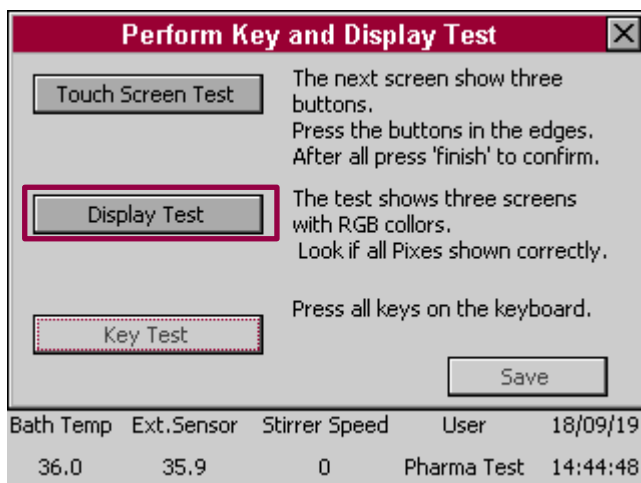 Perform Key and Display Test
Touch Screen Test
The next screen show three
buttons.
Press the buttons in the edges.
After all press 'finish' to confirm.
Display Test
The test shows three screens
with RGB collors.
Look if all Pixes shown correctly.
Key Test
Press all keys on the keyboard.
Save
Bath Temp Ext.Sensor Stirrer Speed User 18/09/19
36.0 35.9 0 Pharma Test 14:44:48